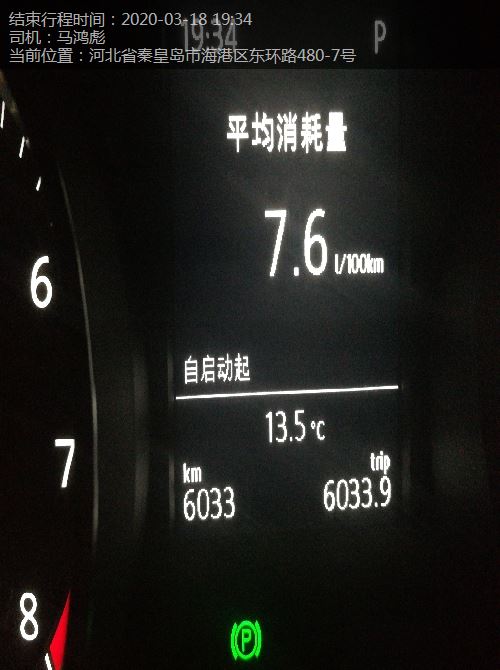 结束行程时间：2020-03-18 19:34
19:34 P
司机：马鸿彪
当前位置：河北省秦皇岛市海港区东环路480-7号
平均消耗量
7.6 l/100km
6
自启动起
13.5 °C
7
km trip
6033 6033.9
8
P